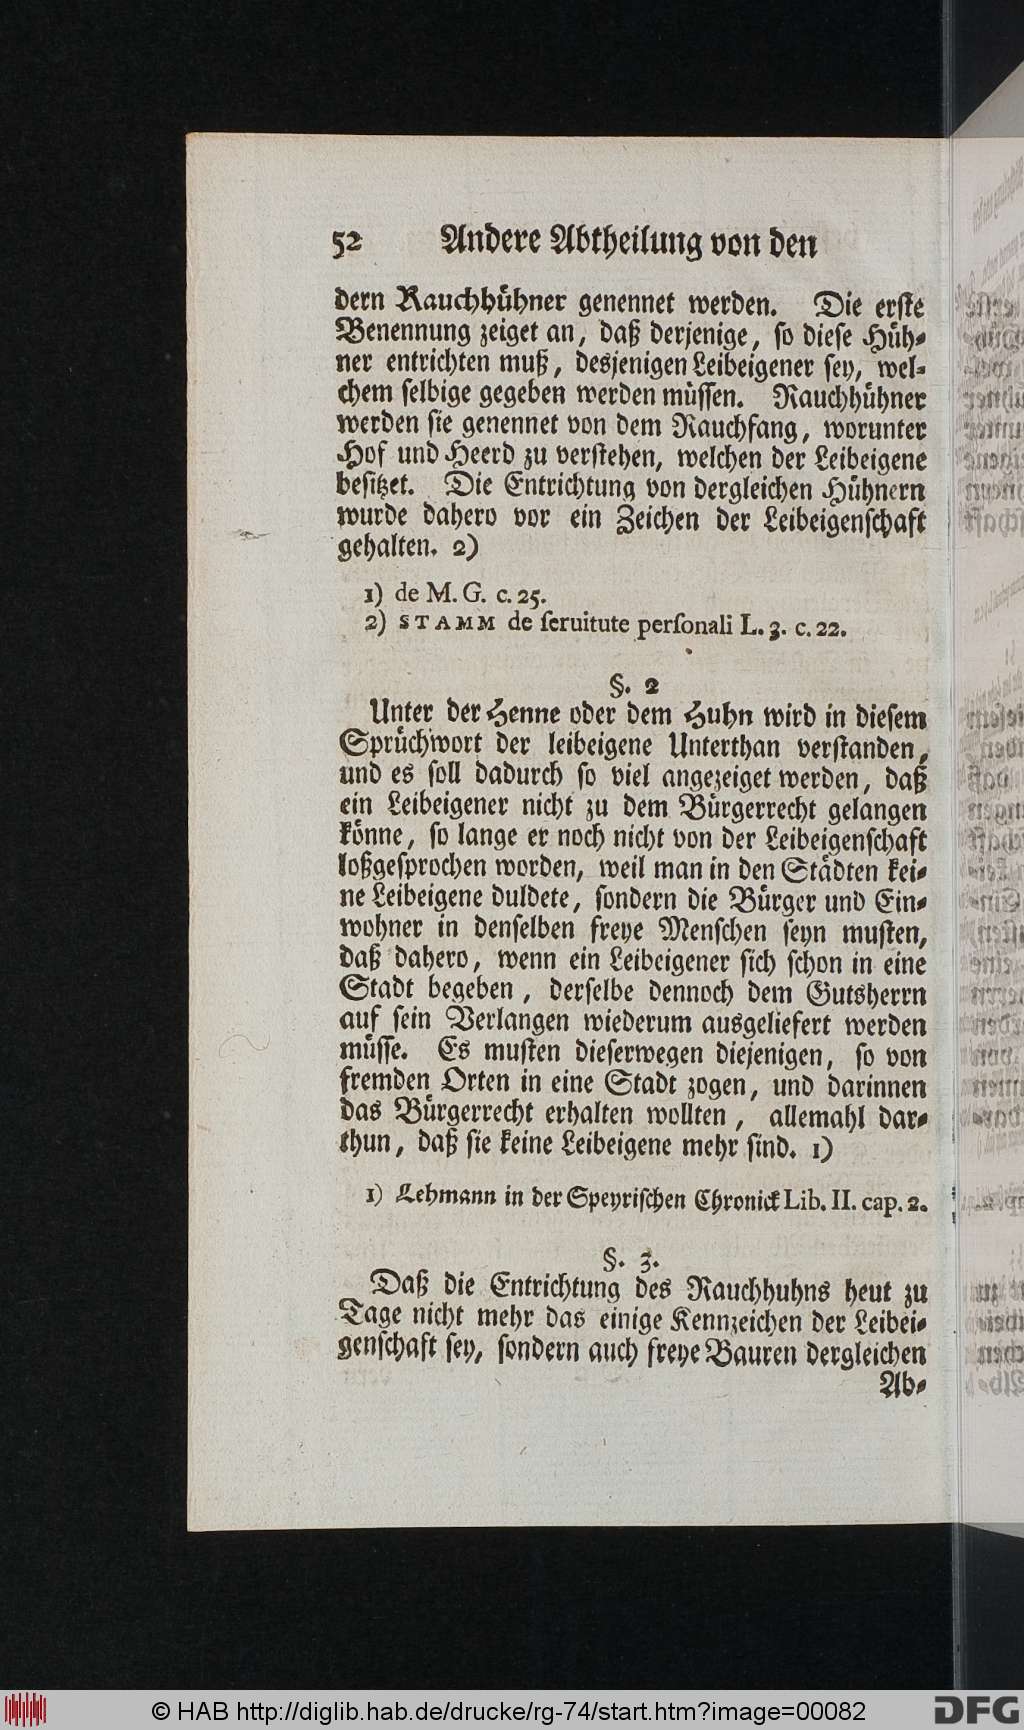 52 Andere Abtheilung von den
dern Rauchhühner genennet werden. Die erste
Benennung zeiget an, daß derjenige, so diese Hüh-
ner entrichten muß, desjenigen Leibeigener sey, wel-
chem selbige gegeben werden müssen. Rauchhühner
werden sie genennet von dem Rauchfang, worunter
Hof und Heerd zu verstehen, welchen der Leibeigene
besitzet. Die Entrichtung von dergleichen Hühnern
wurde dahero vor ein Zeichen der Leibeigenschaft
gehalten. 2)
1) de M. G. c. 25.
2) STAMM de seruitute personali L. 3. c. 22.
§. 2
Unter der Henne oder dem Huhn wird in diesem
Sprüchwort der leibeigene Unterthan verstanden,
und es soll dadurch so viel angezeiget werden, daß
ein Leibeigener nicht zu dem Bürgerrecht gelangen
könne, so lange er noch nicht von der Leibeigenschaft
loßgesprochen worden, weil man in den Städten kei-
ne Leibeigene duldete, sondern die Bürger und Ein-
wohner in denselben freye Menschen seyn musten,
daß dahero, wenn ein Leibeigener sich schon in eine
Stadt begeben, derselbe dennoch dem Gutsherrn
auf sein Verlangen wiederum ausgeliefert werden
müsse. Es musten dieserwegen diejenigen, so von
fremden Orten in eine Stadt zogen, und darinnen
das Bürgerrecht erhalten wollten, allemahl dar-
thun, daß sie keine Leibeigene mehr sind. 1)
1) Lehmann in der Speyrischen Chronick Lib. II. cap. 2.
§. 3.
Daß die Entrichtung des Rauchhuhns heut zu
Tage nicht mehr das einige Kennzeichen der Leibei-
genschaft sey, sondern auch freye Bauren dergleichen
Ab-
© HAB http://diglib.hab.de/drucke/rg-74/start.htm?image=00082
DFG